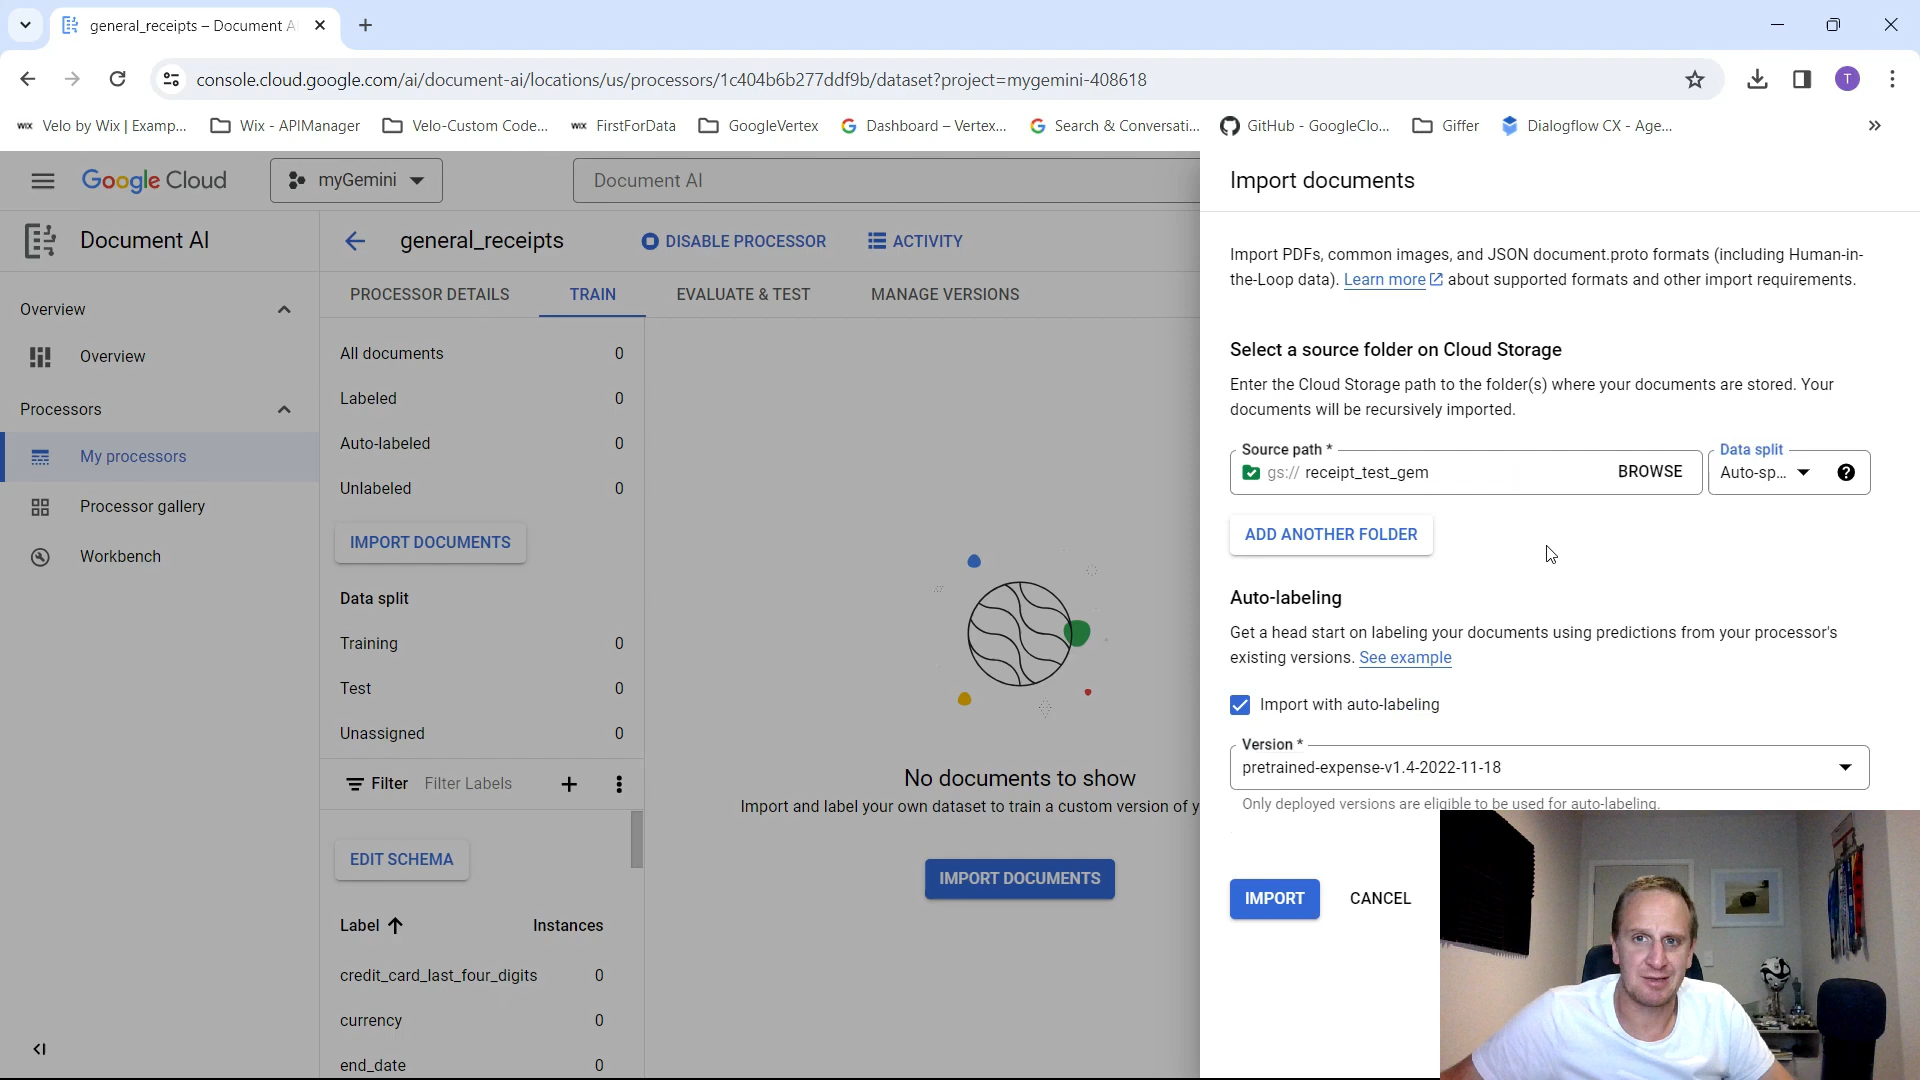 general_receipts – Document A
console.cloud.google.com/ai/document-ai/locations/us/processors/1c404b6b277ddf9b/dataset?project=mygemini-408618
T
WIX Velo by Wix | Examp...
Wix - APIManager
Velo-Custom Code...
WIX FirstForData
GoogleVertex
Dashboard – Vertex...
Search & Conversati...
GitHub - GoogleClo...
Giffer
Dialogflow CX - Age...
Google Cloud
myGemini
Document AI
Document AI
Overview
Overview
Processors
My processors
Processor gallery
Workbench
general_receipts
DISABLE PROCESSOR
ACTIVITY
PROCESSOR DETAILS
TRAIN
EVALUATE & TEST
MANAGE VERSIONS
All documents 0
Labeled 0
Auto-labeled 0
Unlabeled 0
IMPORT DOCUMENTS
Data split
Training 0
Test 0
Unassigned 0
Filter Filter Labels
EDIT SCHEMA
Label Instances
credit_card_last_four_digits 0
currency 0
end_date 0
No documents to show
Import and label your own dataset to train a custom version of y
IMPORT DOCUMENTS
Import documents
Import PDFs, common images, and JSON document.proto formats (including Human-in-
the-Loop data). Learn more about supported formats and other import requirements.
Select a source folder on Cloud Storage
Enter the Cloud Storage path to the folder(s) where your documents are stored. Your
documents will be recursively imported.
Source path *
gs:// receipt_test_gem
BROWSE
Data split
Auto-sp...
ADD ANOTHER FOLDER
Auto-labeling
Get a head start on labeling your documents using predictions from your processor's
existing versions. See example
Import with auto-labeling
Version *
pretrained-expense-v1.4-2022-11-18
Only deployed versions are eligible to be used for auto-labeling.
IMPORT
CANCEL